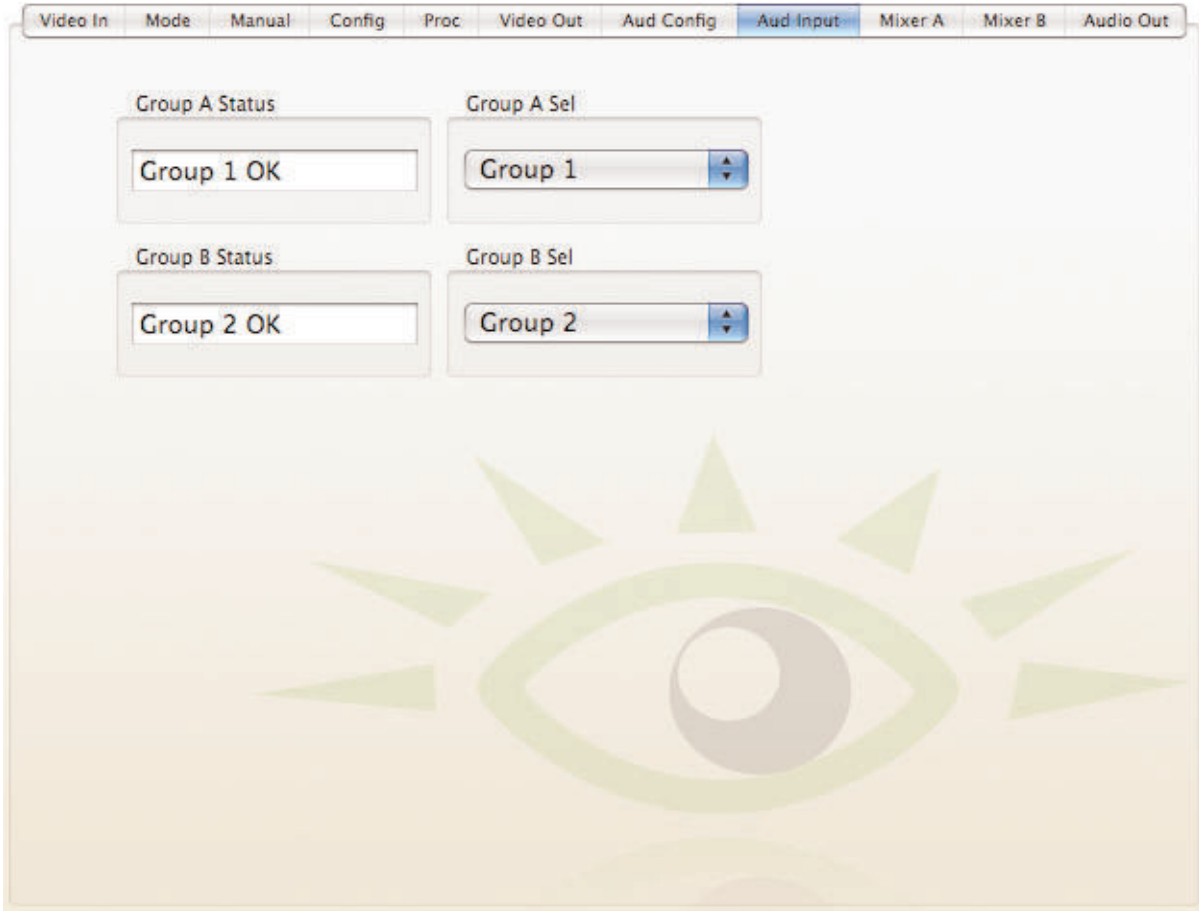 Video In Mode Manual Config Proc Video Out Aud Config Aud Input Mixer A Mixer B Audio Out
Group A Status Group A Sel
Group 1 OK Group 1
Group B Status Group B Sel
Group 2 OK Group 2